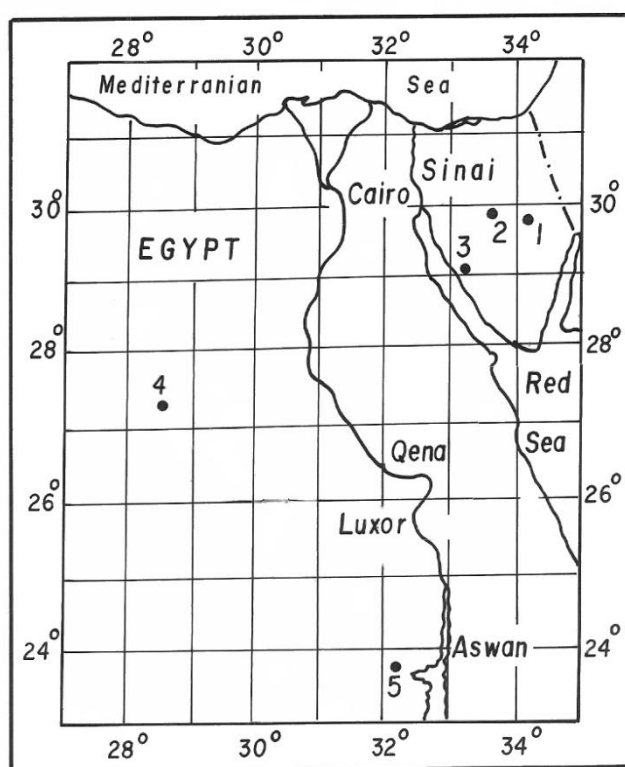 28° 30° 32° 34°
Mediterranian Sea
Sinai
30° Cairo 30°
2 1
EGYPT 3
28° 28°
4 Red
Qena Sea
26° 26°
Luxor
24° Aswan 24°
5
28° 30° 32° 34°